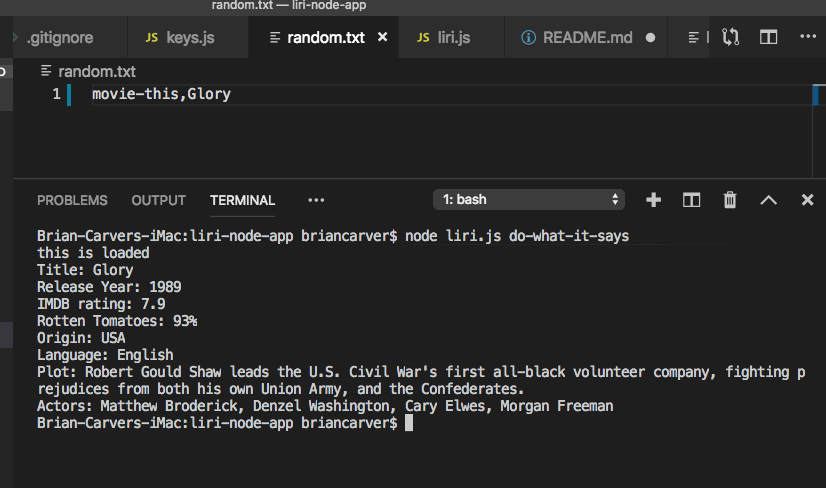 random.txt — liri-node-app
.gitignore JS keys.js random.txt JS liri.js README.md
random.txt
1 movie-this,Glory
PROBLEMS OUTPUT TERMINAL ••• 1: bash
Brian-Carvers-iMac:liri-node-app briancarver$ node liri.js do-what-it-says
this is loaded
Title: Glory
Release Year: 1989
IMDB rating: 7.9
Rotten Tomatoes: 93%
Origin: USA
Language: English
Plot: Robert Gould Shaw leads the U.S. Civil War's first all-black volunteer company, fighting p
rejudices from both his own Union Army, and the Confederates.
Actors: Matthew Broderick, Denzel Washington, Cary Elwes, Morgan Freeman
Brian-Carvers-iMac:liri-node-app briancarver$